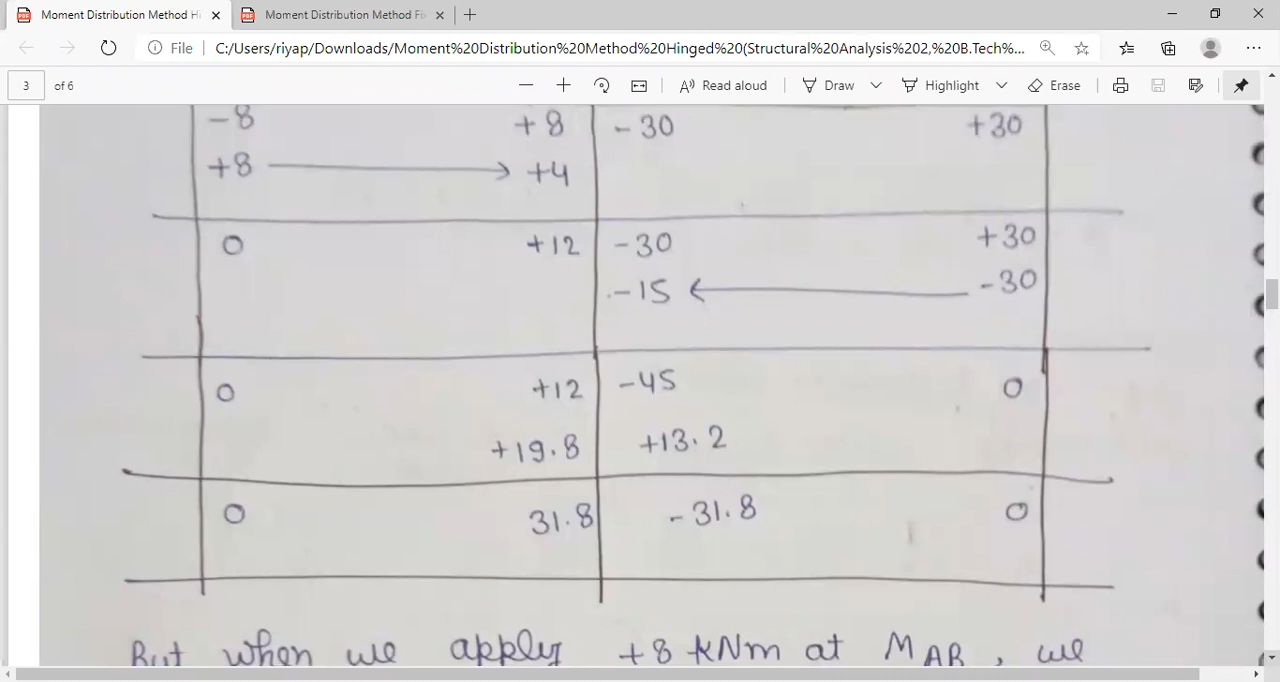 Moment Distribution Method Hi
Moment Distribution Method Fi
File
C:/Users/riyap/Downloads/Moment%20Distribution%20Method%20Hinged%20(Structural%20Analysis%202,%20B.Tech%...
3 of 6
Read aloud
Draw
Highlight
Erase
-8 +8 -30 +30
+8 → +4
0 +12 -30 +30
-15 ← -30
0 +12 -45 0
+19.8 +13.2
0 31.8 -31.8 0
But when we apply +8 kNm at MAB, we